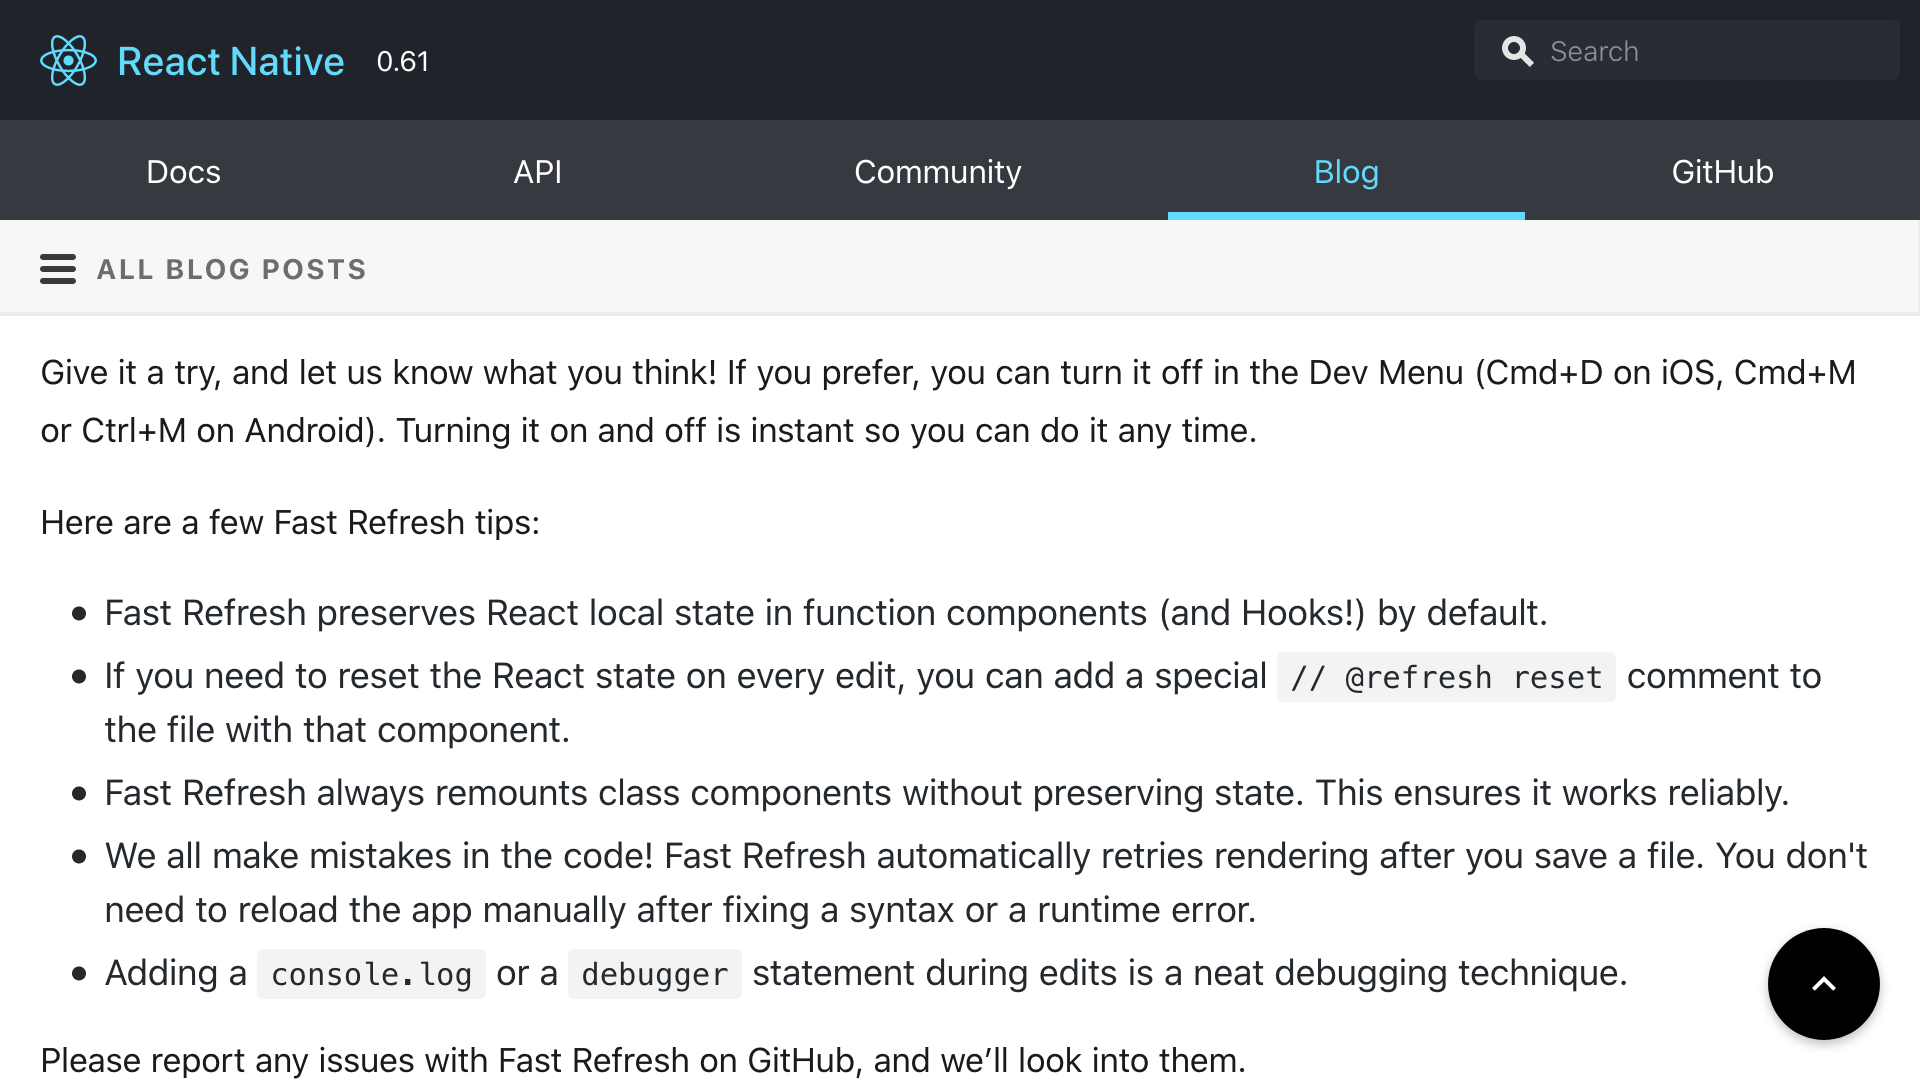 React Native 0.61
Search
Docs API Community Blog GitHub
ALL BLOG POSTS
Give it a try, and let us know what you think! If you prefer, you can turn it off in the Dev Menu (Cmd+D on iOS, Cmd+M
or Ctrl+M on Android). Turning it on and off is instant so you can do it any time.
Here are a few Fast Refresh tips:
• Fast Refresh preserves React local state in function components (and Hooks!) by default.
• If you need to reset the React state on every edit, you can add a special // @refresh reset comment to
the file with that component.
• Fast Refresh always remounts class components without preserving state. This ensures it works reliably.
• We all make mistakes in the code! Fast Refresh automatically retries rendering after you save a file. You don't
need to reload the app manually after fixing a syntax or a runtime error.
• Adding a console.log or a debugger statement during edits is a neat debugging technique.
Please report any issues with Fast Refresh on GitHub, and we’ll look into them.